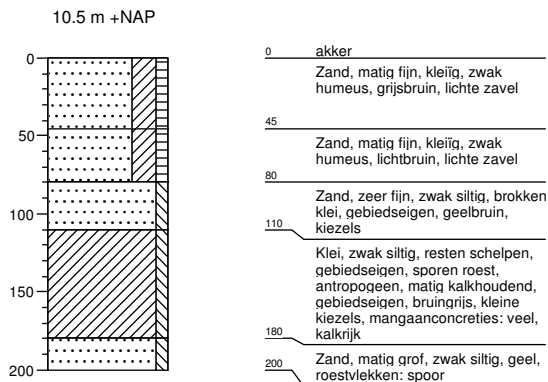 10.5 m +NAP
0
50
100
150
200
0 akker
Zand, matig fijn, kleiïg, zwak
humeus, grijsbruin, lichte zavel
45
Zand, matig fijn, kleiïg, zwak
humeus, lichtbruin, lichte zavel
80
Zand, zeer fijn, zwak siltig, brokken
klei, gebiedseigen, geelbruin,
kiezels
110
Klei, zwak siltig, resten schelpen,
gebiedseigen, sporen roest,
antropogeen, matig kalkhoudend,
gebiedseigen, bruingrijs, kleine
kiezels, mangaanconcreties: veel,
kalkrijk
180
Zand, matig grof, zwak siltig, geel,
roestvlekken: spoor
200